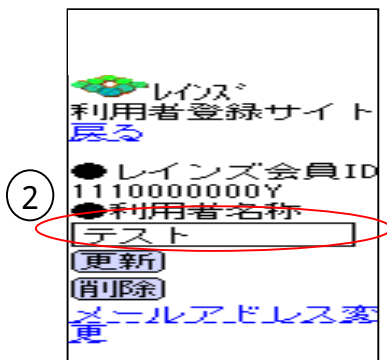 レインズ
利用者登録サイト
戻る
●レインズ会員ID
1110000000Y
②
●利用者名称
テスト
更新
削除
メールアドレス変
更